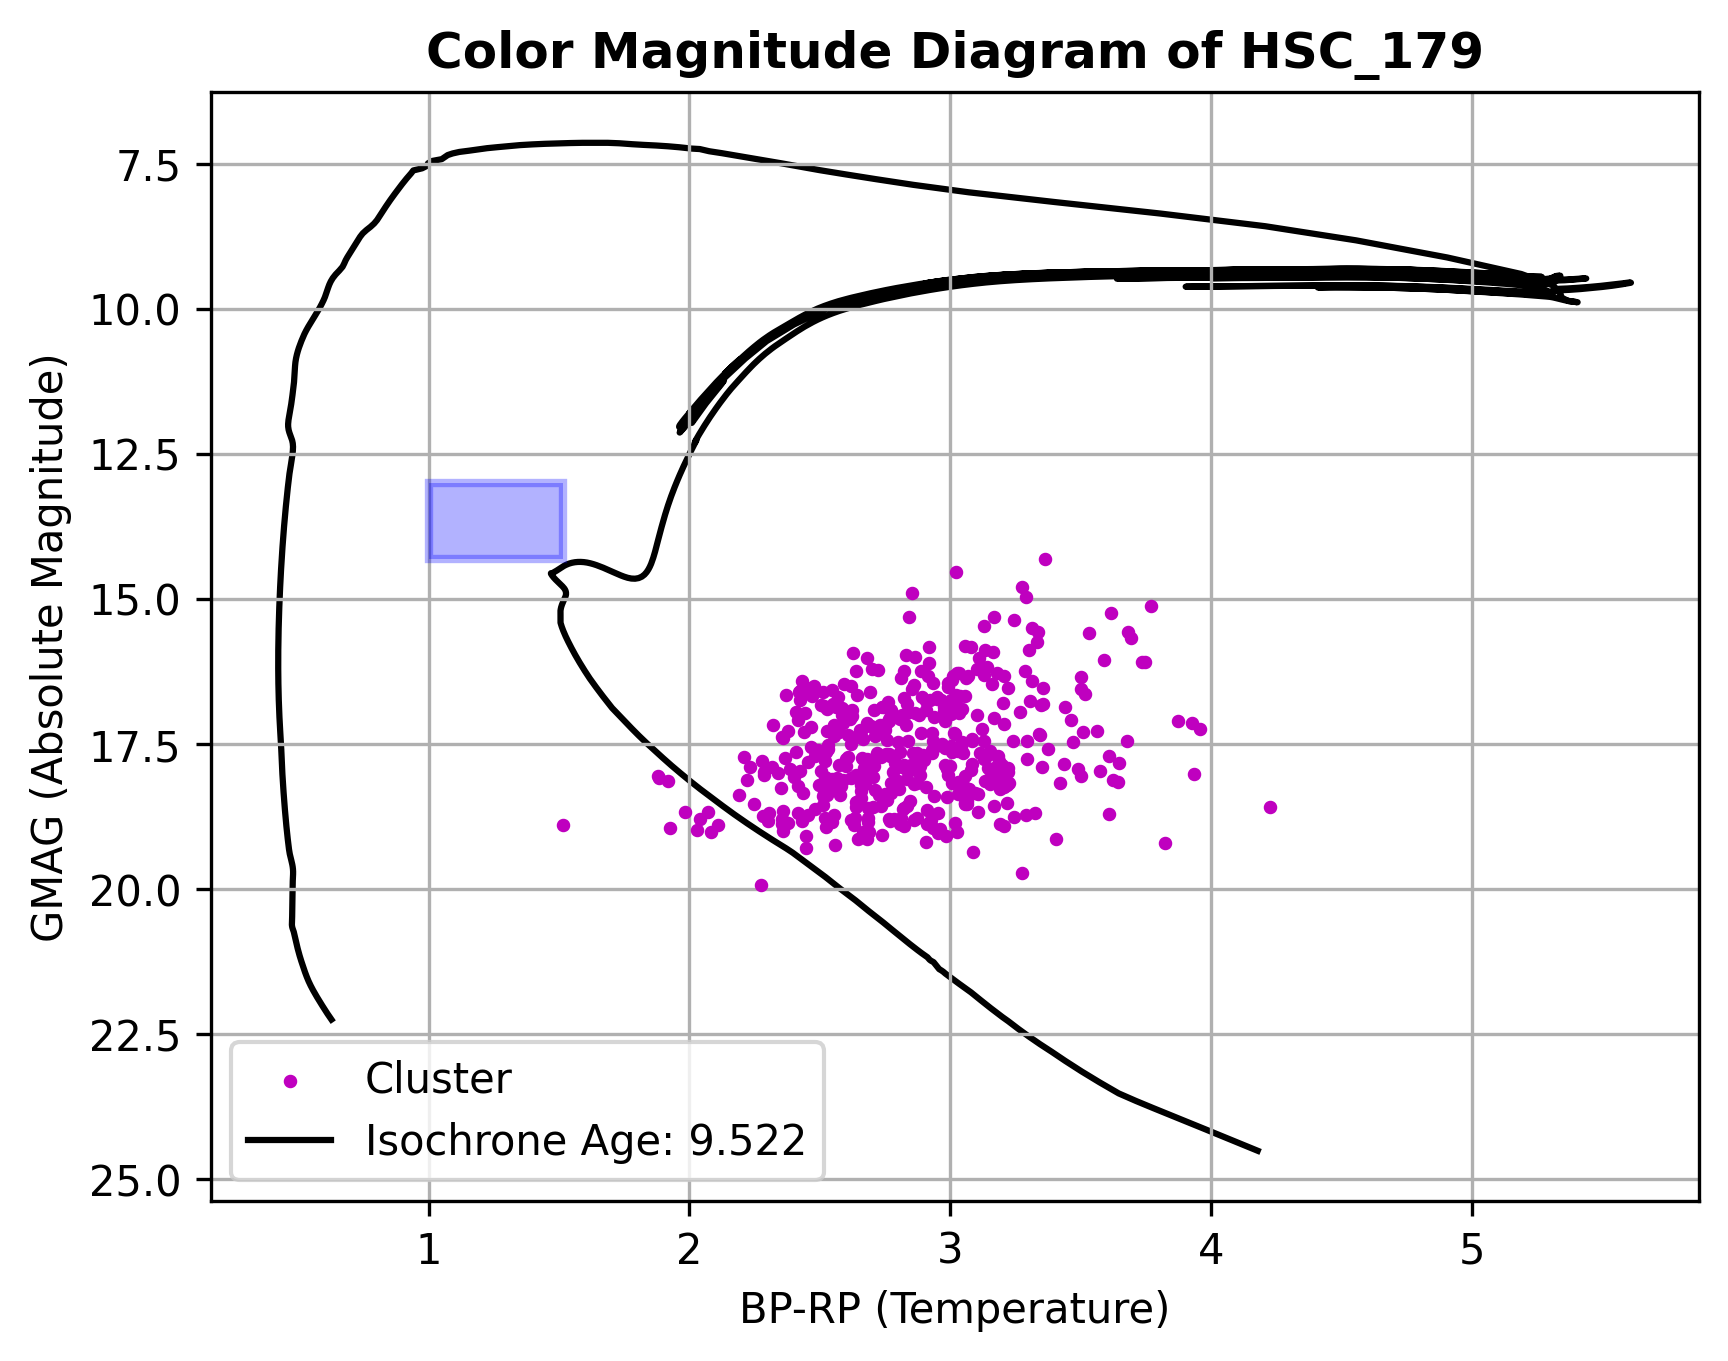 Color Magnitude Diagram of HSC_179
GMAG (Absolute Magnitude)
7.5
10.0
12.5
15.0
17.5
20.0
22.5
25.0
Cluster
Isochrone Age: 9.522
1 2 3 4 5
BP-RP (Temperature)